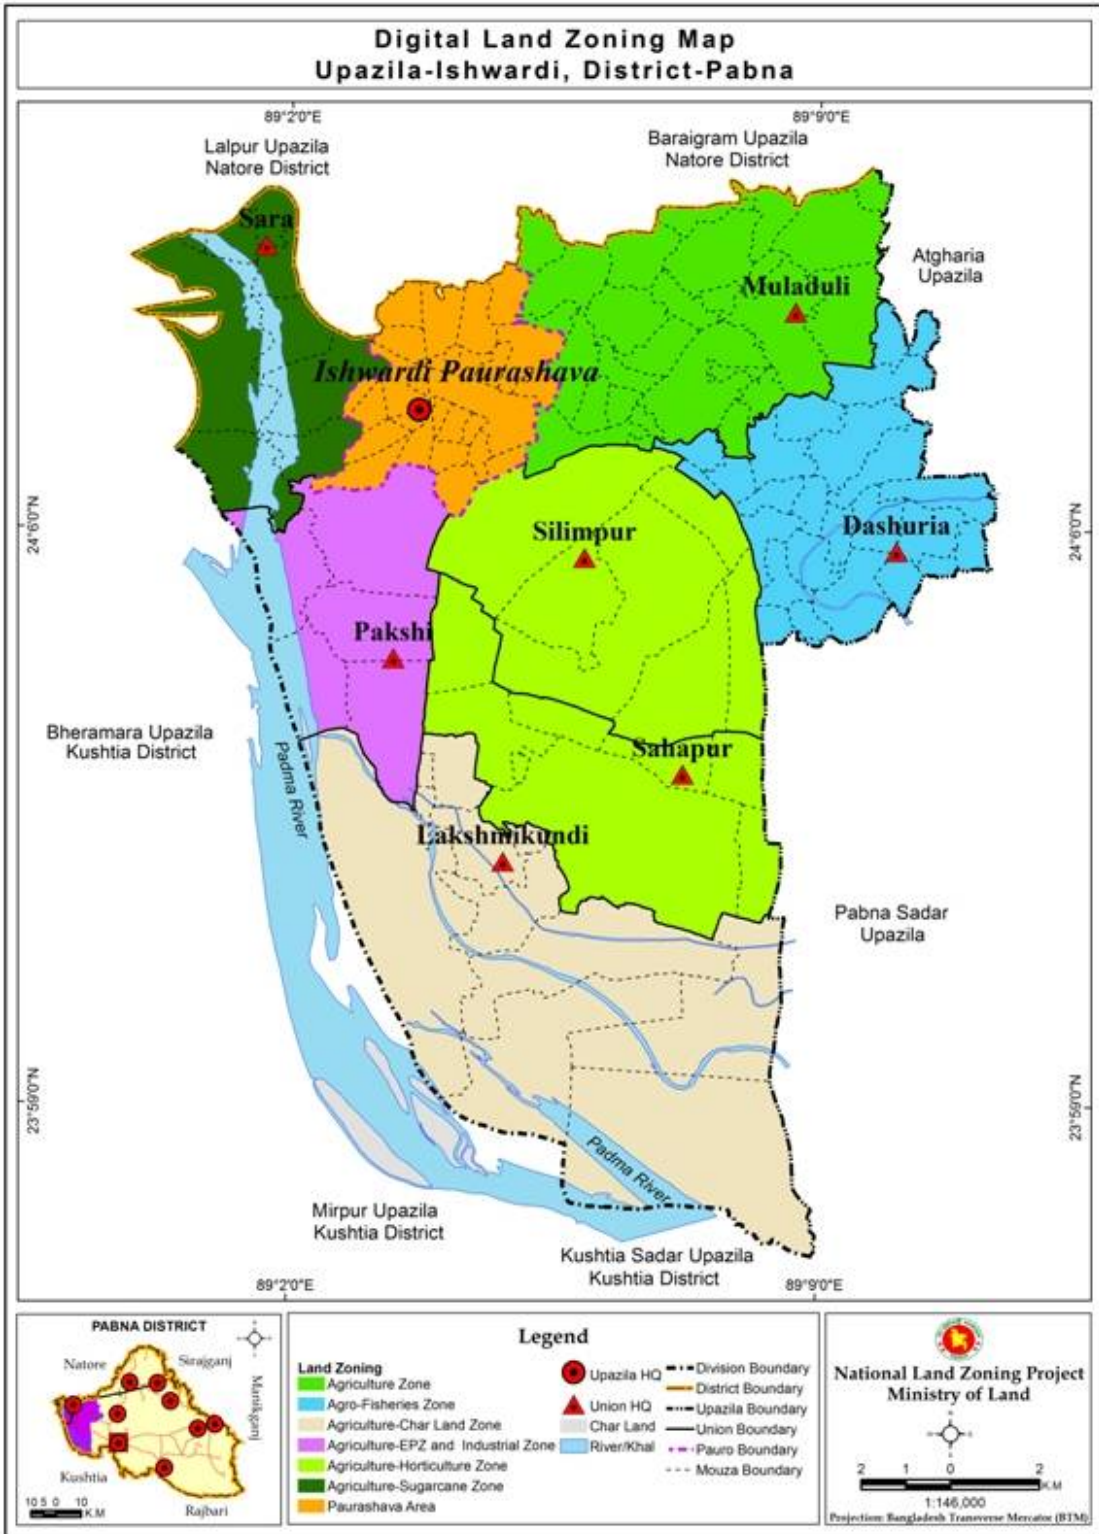 Digital Land Zoning Map
Upazila-Ishwardi, District-Pabna
89°2'0"E
89°9'0"E
Lalpur Upazila
Natore District
Baraigram Upazila
Natore District
Sara
Atgharia
Upazila
Muladuli
Ishwardi Paurashava
24°6'0"N
24°6'0"N
Silimpur
Dashuria
Pakshi
Bheramara Upazila
Kushtia District
Padma River
Sahapur
Lakshmikundi
Pabna Sadar
Upazila
23°59'0"N
23°59'0"N
Padma River
Mirpur Upazila
Kushtia District
Kushtia Sadar Upazila
Kushtia District
89°2'0"E
89°9'0"E
PABNA DISTRICT
Natore
Sirajganj
Manikganj
Kushtia
Rajbari
10 5 0 10
K.M
Legend
Land Zoning
Agriculture Zone
Agro-Fisheries Zone
Agriculture-Char Land Zone
Agriculture-EPZ and Industrial Zone
Agriculture-Horticulture Zone
Agriculture-Sugarcane Zone
Paurashava Area
Upazila HQ
Union HQ
Char Land
River/Khal
Division Boundary
District Boundary
Upazila Boundary
Union Boundary
Pauro Boundary
Mouza Boundary
National Land Zoning Project
Ministry of Land
2 1 0 2
K.M
1:146,000
Projection: Bangladesh Transverse Mercator (BTM)